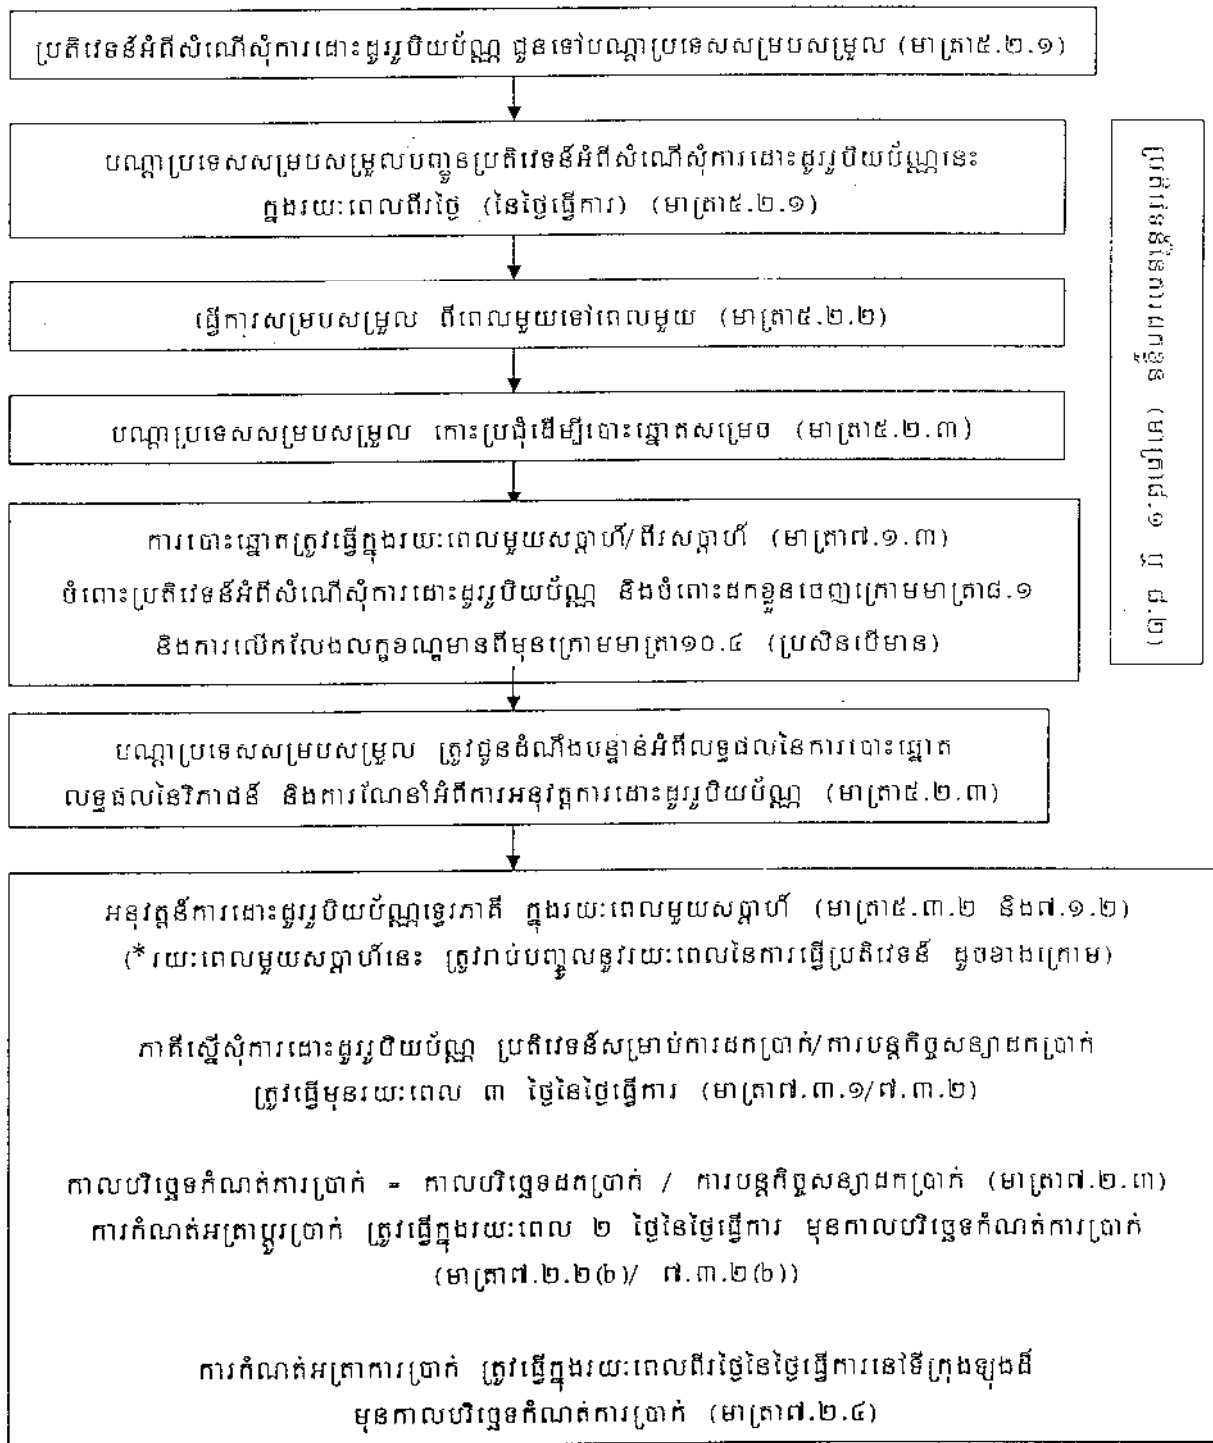 ប្រតិវេទន៍អំពីសំណើសុំការដោះដូររូបិយប័ណ្ណ ជូនទៅបណ្តាប្រទេសសម្របសម្រួល (មាត្រា៥.២.១)
បណ្តាប្រទេសសម្របសម្រួលបញ្ជូនប្រតិវេទន៍អំពីសំណើសុំការដោះដូររូបិយប័ណ្ណនេះ
ក្នុងរយៈពេលពីរថ្ងៃ (នៃថ្ងៃធ្វើការ) (មាត្រា៥.២.១)
ធ្វើការសម្របសម្រួល ពីពេលមួយទៅពេលមួយ (មាត្រា៥.២.២)
បណ្តាប្រទេសសម្របសម្រួល កោះប្រជុំដើម្បីបោះឆ្នោតសម្រេច (មាត្រា៥.២.៣)
ការបោះឆ្នោតត្រូវធ្វើក្នុងរយៈពេលមួយសប្តាហ៍/ពីរសប្តាហ៍ (មាត្រា៧.១.៣)
ចំពោះប្រតិវេទន៍អំពីសំណើសុំការដោះដូររូបិយប័ណ្ណ និងចំពោះដកខ្លួនចេញក្រោមមាត្រា៨.១
និងការលើកលែងលក្ខខណ្ឌមានពីមុនក្រោមមាត្រា១០.៤ (ប្រសិនបើមាន)
បណ្តាប្រទេសសម្របសម្រួល ត្រូវជូនដំណឹងបន្ទាន់អំពីលទ្ធផលនៃការបោះឆ្នោត
លទ្ធផលនៃវិភាជន៍ និងការណែនាំអំពីការអនុវត្តការដោះដូររូបិយប័ណ្ណ (មាត្រា៥.២.៣)
អនុវត្តន៍ការដោះដូររូបិយប័ណ្ណទ្វេរភាគី ក្នុងរយៈពេលមួយសប្តាហ៍ (មាត្រា៥.៣.២ និង៧.១.២)
(*រយៈពេលមួយសប្តាហ៍នេះ ត្រូវរាប់បញ្ចូលនូវរយៈពេលនៃការធ្វើប្រតិវេទន៍ ដូចខាងក្រោម)
ភាគីស្នើសុំការដោះដូររូបិយប័ណ្ណ ប្រតិវេទន៍សម្រាប់ការដកប្រាក់/ការបន្តកិច្ចសន្យាដកប្រាក់
ត្រូវធ្វើមុនរយៈពេល ៣ ថ្ងៃនៃថ្ងៃធ្វើការ (មាត្រា៧.៣.១/៧.៣.២)
កាលបរិច្ឆេទកំណត់ការប្រាក់ = កាលបរិច្ឆេទដកប្រាក់ / ការបន្តកិច្ចសន្យាដកប្រាក់ (មាត្រា៧.២.៣)
ការកំណត់អត្រាប្តូរប្រាក់ ត្រូវធ្វើក្នុងរយៈពេល ២ ថ្ងៃនៃថ្ងៃធ្វើការ មុនកាលបរិច្ឆេទកំណត់ការប្រាក់
(មាត្រា៧.២.២(b)/ ៧.៣.២(b))
ការកំណត់អត្រាការប្រាក់ ត្រូវធ្វើក្នុងរយៈពេលពីរថ្ងៃនៃថ្ងៃធ្វើការនៅទីក្រុងឡុងដ៏
មុនកាលបរិច្ឆេទកំណត់ការប្រាក់ (មាត្រា៧.២.៤)
ប្រតិវេទន៍នៃការដកខ្លួន (មាត្រា៨.១ ឬ ៨.២)